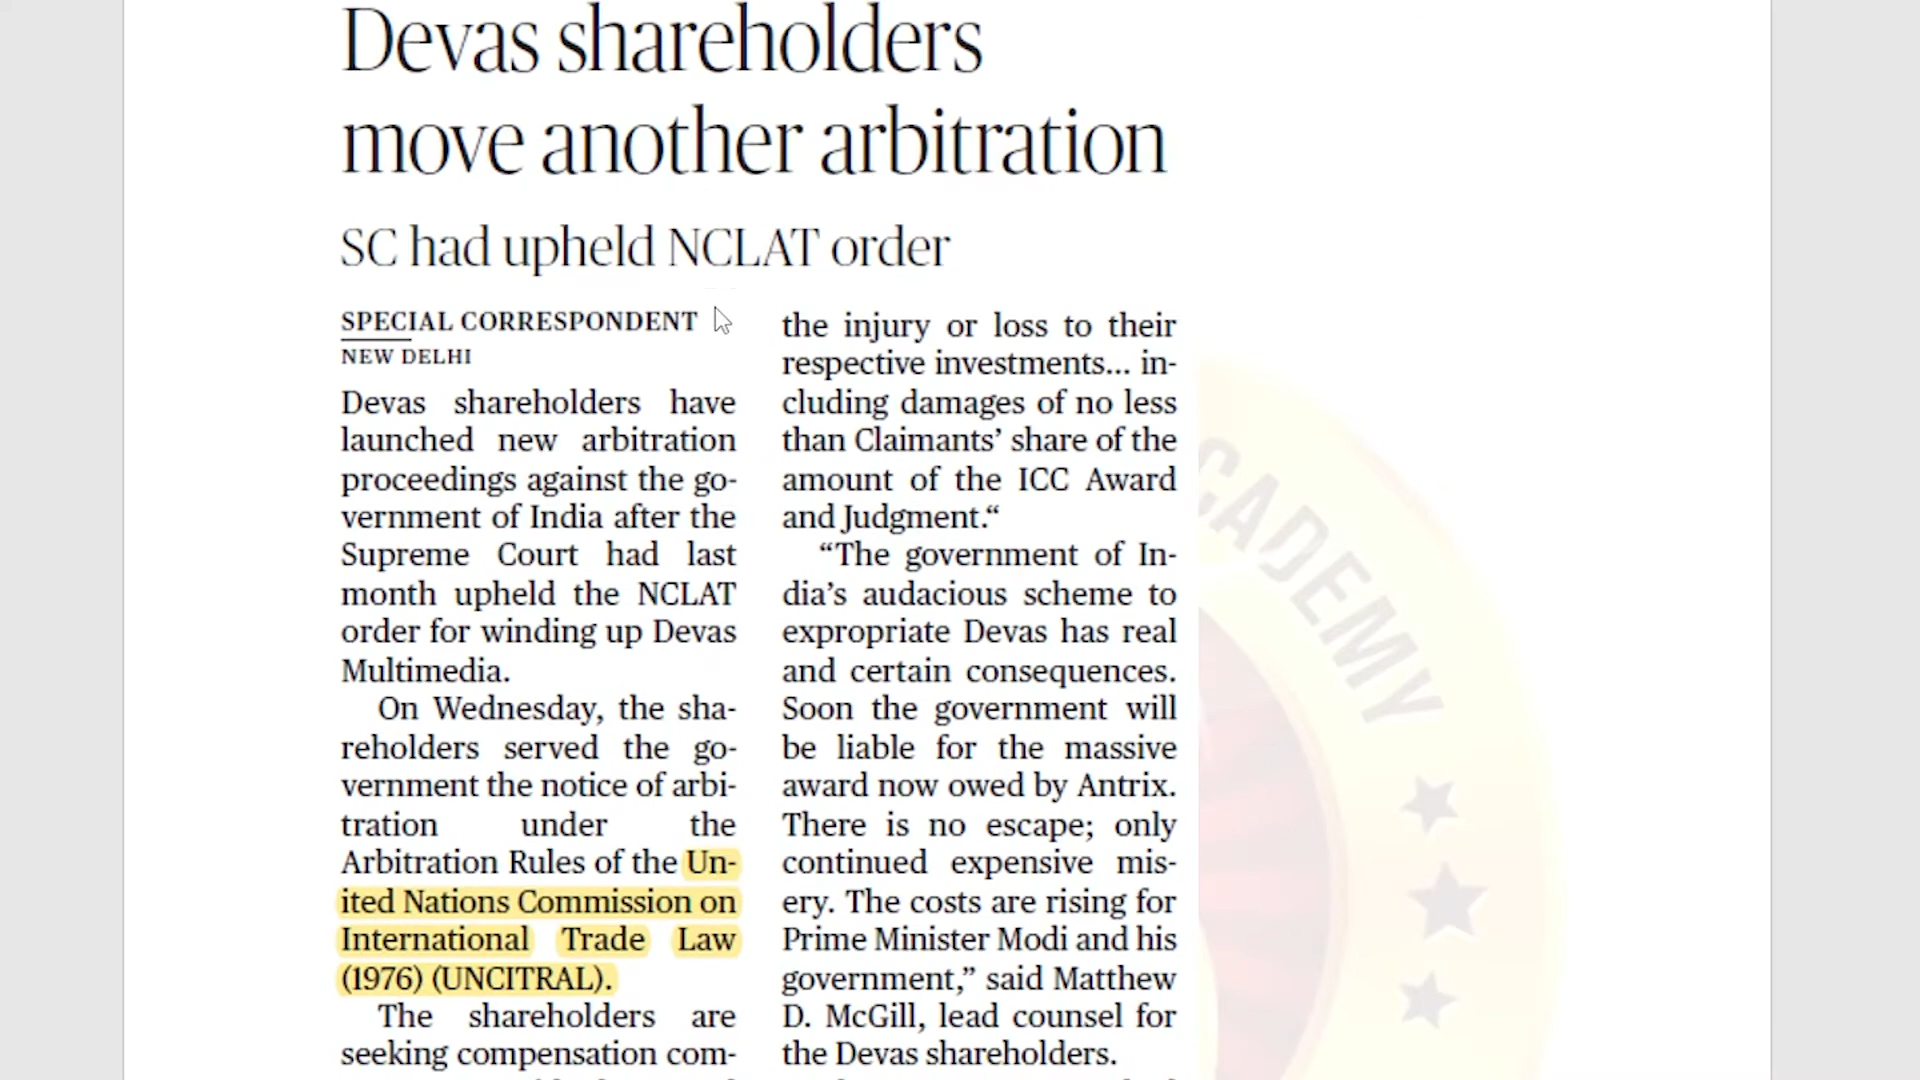 Devas shareholders
move another arbitration
SC had upheld NCLAT order
SPECIAL CORRESPONDENT
NEW DELHI
Devas shareholders have
launched new arbitration
proceedings against the go-
vernment of India after the
Supreme Court had last
month upheld the NCLAT
order for winding up Devas
Multimedia.
On Wednesday, the sha-
reholders served the go-
vernment the notice of arbi-
tration under the
Arbitration Rules of the Un-
ited Nations Commission on
International Trade Law
(1976) (UNCITRAL).
The shareholders are
seeking compensation com-
the injury or loss to their
respective investments... in-
cluding damages of no less
than Claimants’ share of the
amount of the ICC Award
and Judgment.“
“The government of In-
dia’s audacious scheme to
expropriate Devas has real
and certain consequences.
Soon the government will
be liable for the massive
award now owed by Antrix.
There is no escape; only
continued expensive mis-
ery. The costs are rising for
Prime Minister Modi and his
government,” said Matthew
D. McGill, lead counsel for
the Devas shareholders.
CADEMY